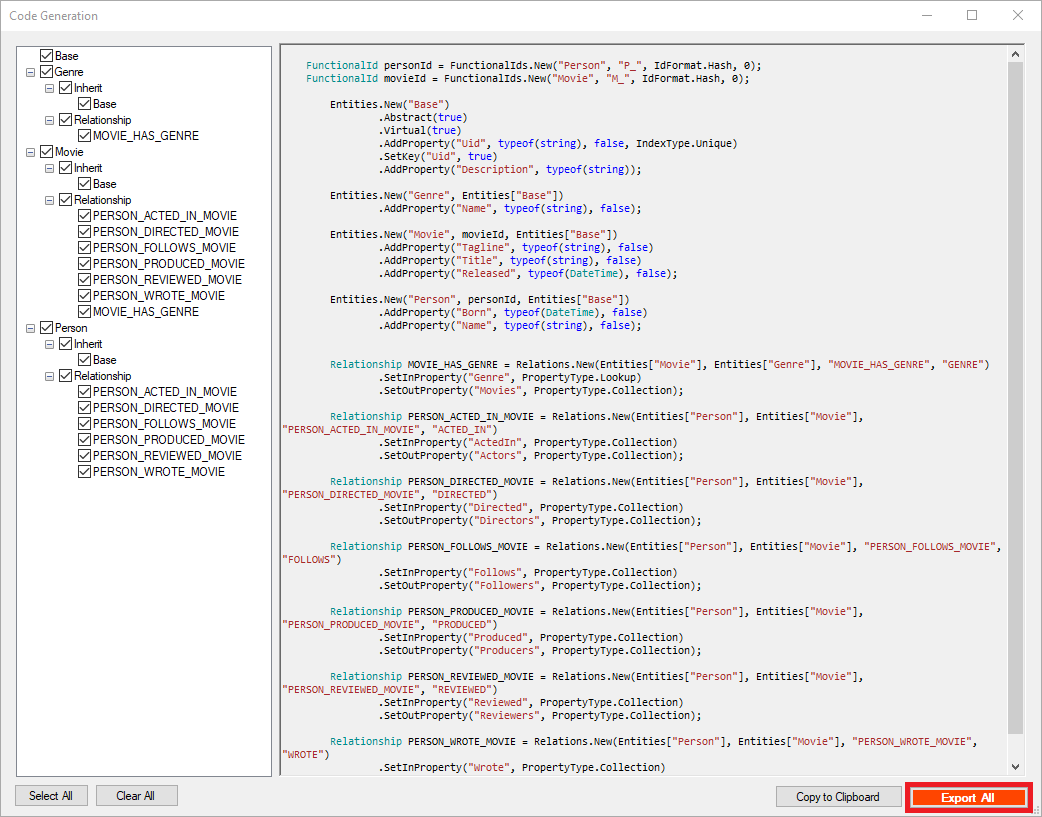 Code Generation
Base
Genre
Inherit
Base
Relationship
MOVIE_HAS_GENRE
Movie
Inherit
Base
Relationship
PERSON_ACTED_IN_MOVIE
PERSON_DIRECTED_MOVIE
PERSON_FOLLOWS_MOVIE
PERSON_PRODUCED_MOVIE
PERSON_REVIEWED_MOVIE
PERSON_WROTE_MOVIE
MOVIE_HAS_GENRE
Person
Inherit
Base
Relationship
PERSON_ACTED_IN_MOVIE
PERSON_DIRECTED_MOVIE
PERSON_FOLLOWS_MOVIE
PERSON_PRODUCED_MOVIE
PERSON_REVIEWED_MOVIE
PERSON_WROTE_MOVIE
FunctionalId personId = FunctionalIds.New("Person", "P_", IdFormat.Hash, 0);
FunctionalId movieId = FunctionalIds.New("Movie", "M_", IdFormat.Hash, 0);
Entities.New("Base")
.Abstract(true)
.Virtual(true)
.AddProperty("Uid", typeof(string), false, IndexType.Unique)
.SetKey("Uid", true)
.AddProperty("Description", typeof(string));
Entities.New("Genre", Entities["Base"])
.AddProperty("Name", typeof(string), false);
Entities.New("Movie", movieId, Entities["Base"])
.AddProperty("Tagline", typeof(string), false)
.AddProperty("Title", typeof(string), false)
.AddProperty("Released", typeof(DateTime), false);
Entities.New("Person", personId, Entities["Base"])
.AddProperty("Born", typeof(DateTime), false)
.AddProperty("Name", typeof(string), false);
Relationship MOVIE_HAS_GENRE = Relations.New(Entities["Movie"], Entities["Genre"], "MOVIE_HAS_GENRE", "GENRE")
.SetInProperty("Genre", PropertyType.Lookup)
.SetOutProperty("Movies", PropertyType.Collection);
Relationship PERSON_ACTED_IN_MOVIE = Relations.New(Entities["Person"], Entities["Movie"],
"PERSON_ACTED_IN_MOVIE", "ACTED_IN")
.SetInProperty("ActedIn", PropertyType.Collection)
.SetOutProperty("Actors", PropertyType.Collection);
Relationship PERSON_DIRECTED_MOVIE = Relations.New(Entities["Person"], Entities["Movie"],
"PERSON_DIRECTED_MOVIE", "DIRECTED")
.SetInProperty("Directed", PropertyType.Collection)
.SetOutProperty("Directors", PropertyType.Collection);
Relationship PERSON_FOLLOWS_MOVIE = Relations.New(Entities["Person"], Entities["Movie"], "PERSON_FOLLOWS_MOVIE",
"FOLLOWS")
.SetInProperty("Follows", PropertyType.Collection)
.SetOutProperty("Followers", PropertyType.Collection);
Relationship PERSON_PRODUCED_MOVIE = Relations.New(Entities["Person"], Entities["Movie"],
"PERSON_PRODUCED_MOVIE", "PRODUCED")
.SetInProperty("Produced", PropertyType.Collection)
.SetOutProperty("Producers", PropertyType.Collection);
Relationship PERSON_REVIEWED_MOVIE = Relations.New(Entities["Person"], Entities["Movie"],
"PERSON_REVIEWED_MOVIE", "REVIEWED")
.SetInProperty("Reviewed", PropertyType.Collection)
.SetOutProperty("Reviewers", PropertyType.Collection);
Relationship PERSON_WROTE_MOVIE = Relations.New(Entities["Person"], Entities["Movie"], "PERSON_WROTE_MOVIE",
"WROTE")
.SetInProperty("Wrote", PropertyType.Collection)
Select All
Clear All
Copy to Clipboard
Export All